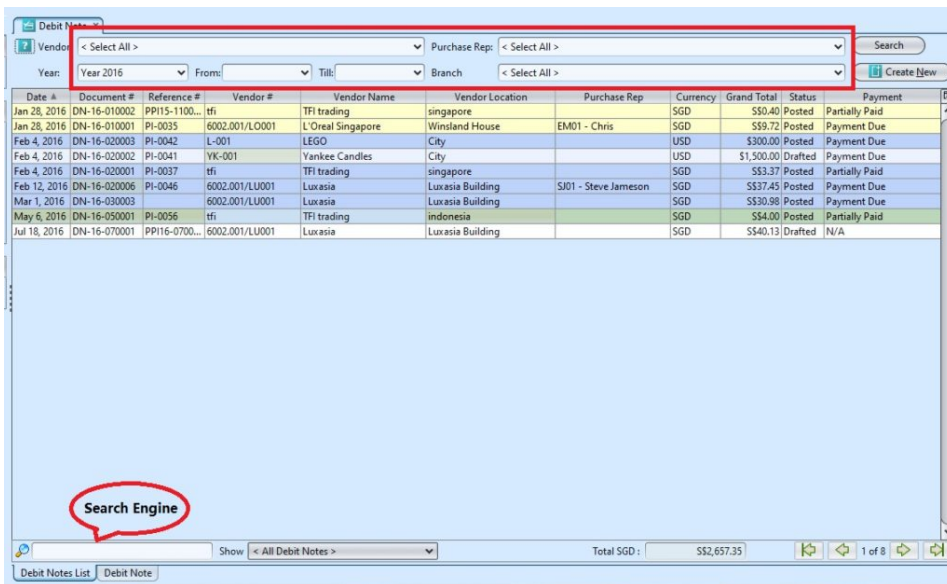 Debit Note
Vendor < Select All > Purchase Rep: < Select All > Search
Year: Year 2016 From: Till: Branch < Select All > Create New
Date Document # Reference # Vendor # Vendor Name Vendor Location Purchase Rep Currency Grand Total Status Payment
Jan 28, 2016 DN-16-010002 PPI15-1100... tfi TFI trading singapore SGD S$0.40 Posted Partially Paid
Jan 28, 2016 DN-16-010001 PI-0035 6002.001/LO001 L'Oreal Singapore Winsland House EM01 - Chris SGD S$9.72 Posted Payment Due
Feb 4, 2016 DN-16-020003 PI-0042 L-001 LEGO City USD $300.00 Posted Payment Due
Feb 4, 2016 DN-16-020002 PI-0041 YK-001 Yankee Candles City USD $1,500.00 Drafted Payment Due
Feb 4, 2016 DN-16-020001 PI-0037 tfi TFI trading singapore SGD S$3.37 Posted Partially Paid
Feb 12, 2016 DN-16-020006 PI-0046 6002.001/LU001 Luxasia Luxasia Building SJ01 - Steve Jameson SGD S$37.45 Posted Payment Due
Mar 1, 2016 DN-16-030003 6002.001/LU001 Luxasia Luxasia Building SGD S$30.98 Posted Payment Due
May 6, 2016 DN-16-050001 PI-0056 tfi TFI trading indonesia SGD S$4.00 Posted Partially Paid
Jul 18, 2016 DN-16-070001 PPI16-0700... 6002.001/LU001 Luxasia Luxasia Building SGD S$40.13 Drafted N/A
Search Engine
Show < All Debit Notes > Total SGD : S$2,657.35 1 of 8
Debit Notes List Debit Note